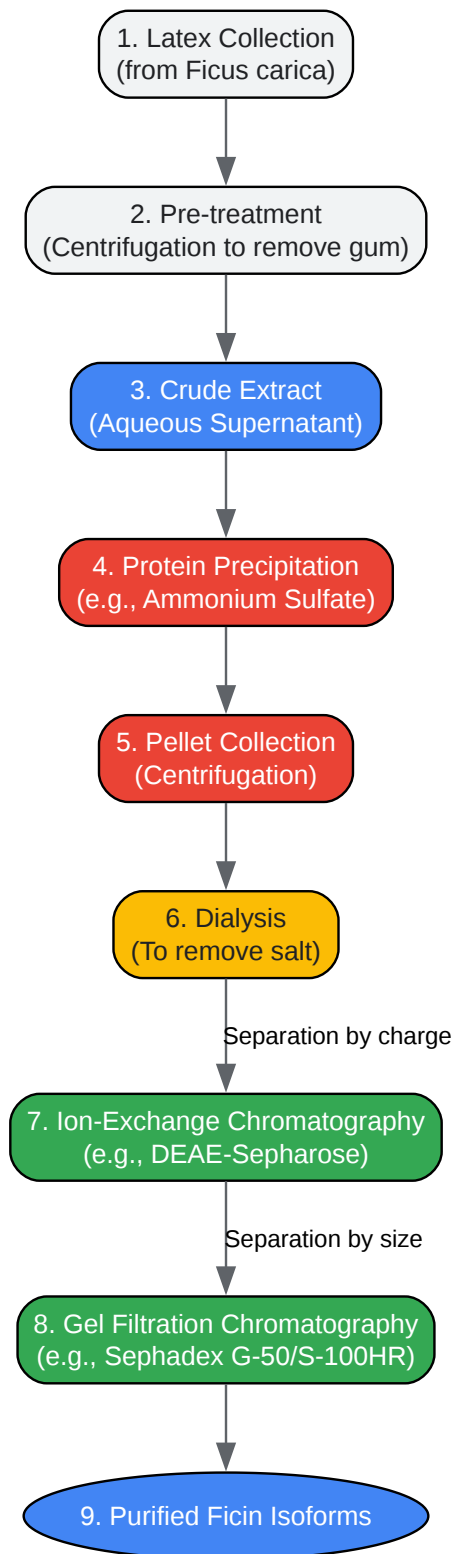 1. Latex Collection
(from Ficus carica)
2. Pre-treatment
(Centrifugation to remove gum)
3. Crude Extract
(Aqueous Supernatant)
4. Protein Precipitation
(e.g., Ammonium Sulfate)
5. Pellet Collection
(Centrifugation)
6. Dialysis
(To remove salt)
Separation by charge
7. Ion-Exchange Chromatography
(e.g., DEAE-Sepharose)
Separation by size
8. Gel Filtration Chromatography
(e.g., Sephadex G-50/S-100HR)
9. Purified Ficin Isoforms